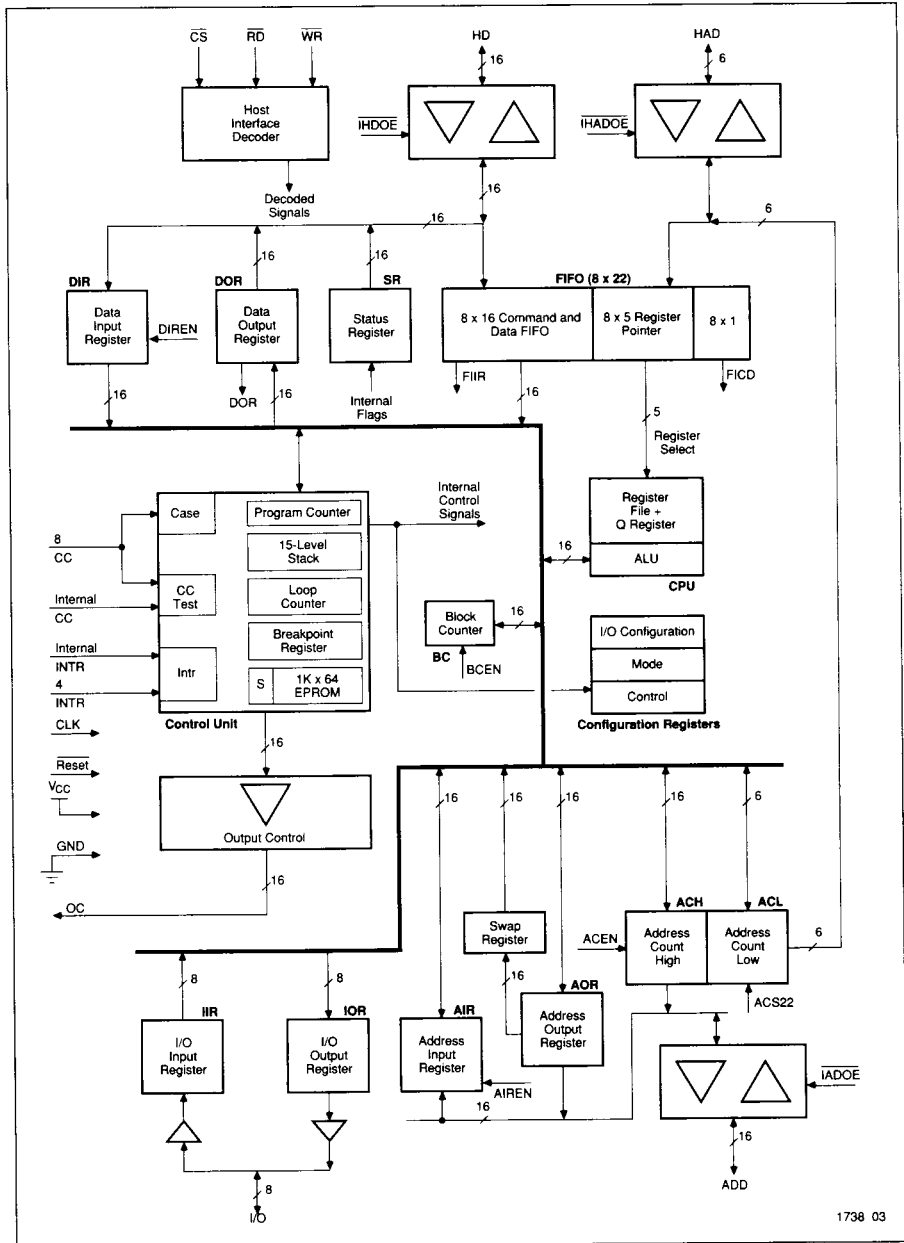 CS RD WR HD HAD
16 6
Host
Interface
Decoder
IHDOE
IHADOE
Decoded
Signals
16
16
6
16
16
DIR
DOR
SR
FIFO (8 x 22)
Data
Input
Register
DIREN
Data
Output
Register
Status
Register
8 x 16 Command and
Data FIFO
8 x 5 Register
Pointer
8 x 1
16
DOR
16
Internal
Flags
FIIR
16
FICD
5
Register
Select
Case
Program Counter
15-Level
Stack
CC
Test
Loop
Counter
Breakpoint
Register
Intr
S
1K x 64
EPROM
Control Unit
8
CC
Internal
CC
Internal
INTR
4
INTR
CLK
Reset
VCC
GND
OC
Internal
Control
Signals
Register
File +
Q Register
ALU
CPU
16
Block
Counter
16
BC
BCEN
I/O Configuration
Mode
Control
Configuration Registers
16
Output Control
16
16
16
16
16
6
Swap
Register
16
ACH
ACL
ACEN
Address
Count
High
Address
Count
Low
6
ACS22
8
8
IIR
IOR
I/O
Input
Register
I/O
Output
Register
AIR
Address
Input
Register
AIREN
AOR
Address
Output
Register
16
IADOE
16
ADD
8
I/O
1738 03